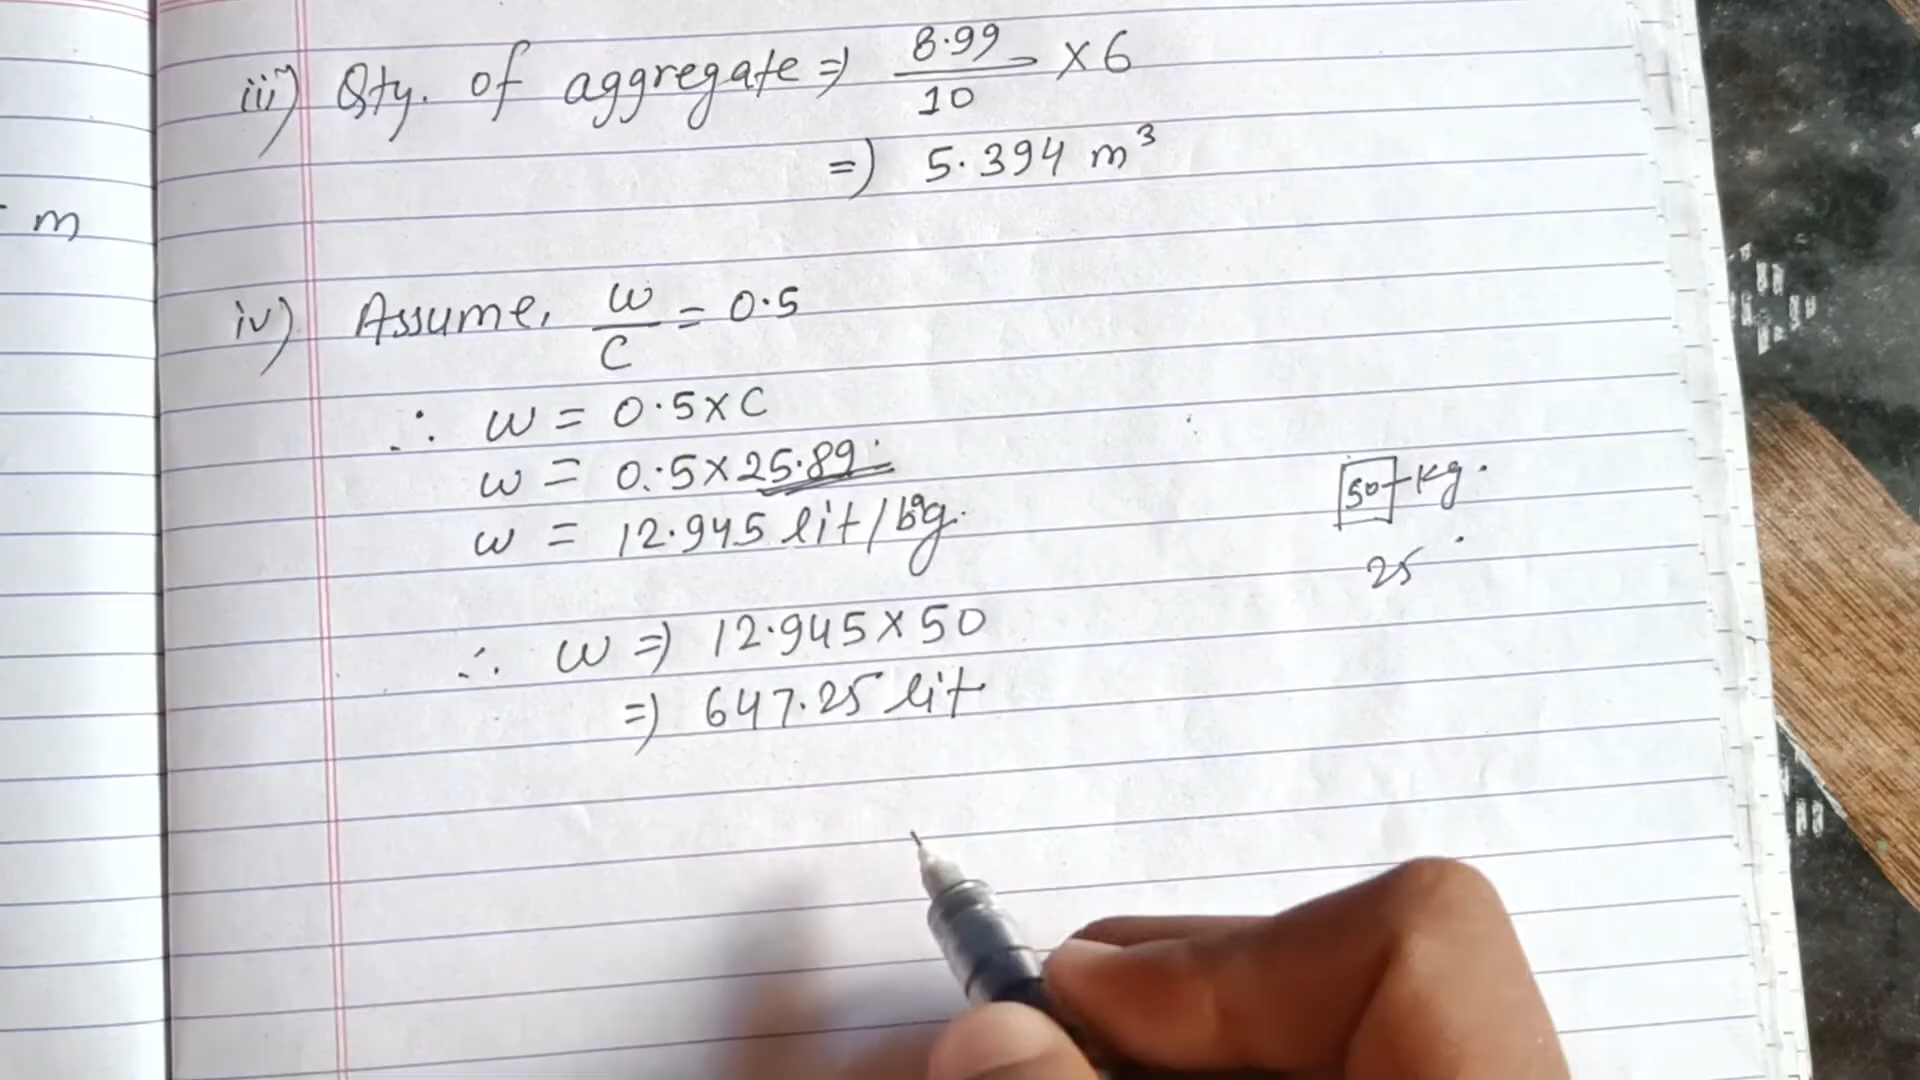 m
iii) Qty. of aggregate ⇒ 8.99/10 × 6
⇒ 5.394 m³
iv) Assume, w/C = 0.5
∴ w = 0.5×C
w = 0.5×25.89
w = 12.945 lit/bag.
50 kg.
25
∴ w ⇒ 12.945×50
⇒ 647.25 lit